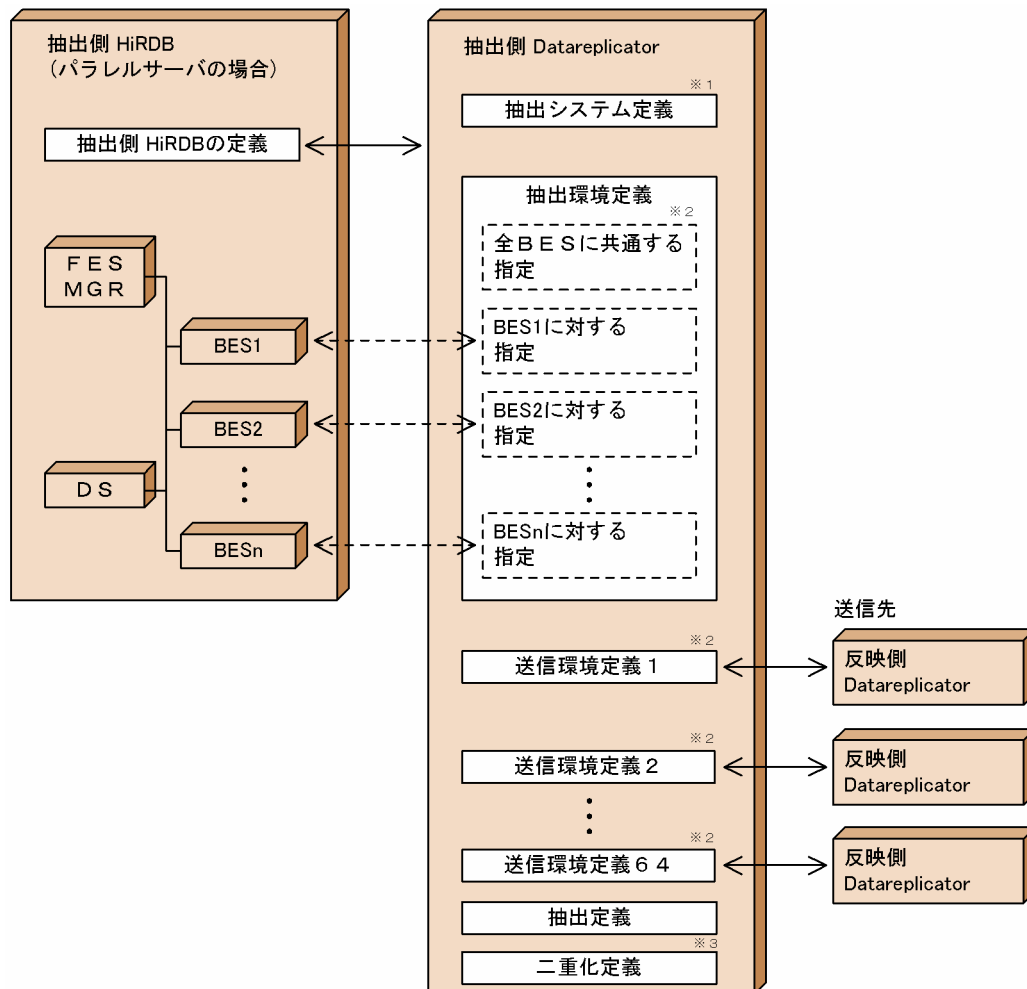 抽出側 HiRDB
（パラレルサーバの場合）
抽出側 HiRDBの定義
ＦＥＳ
ＭＧＲ
BES1
BES2
ＤＳ
BESn
抽出側 Datareplicator
※１
抽出システム定義
抽出環境定義
※２
全ＢＥＳに共通する
指定
BES1に対する
指定
BES2に対する
指定
BESnに対する
指定
※２
送信環境定義１
※２
送信環境定義２
※２
送信環境定義６４
抽出定義
※３
二重化定義
送信先
反映側
Datareplicator
反映側
Datareplicator
反映側
Datareplicator